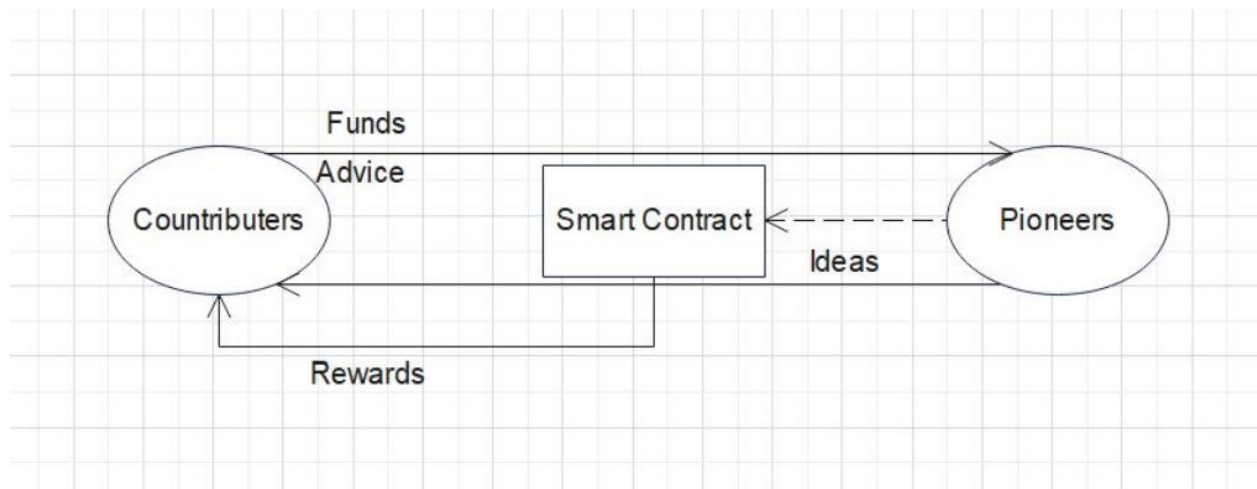 Funds
Advice
Countributers
Smart Contract
Pioneers
Ideas
Rewards